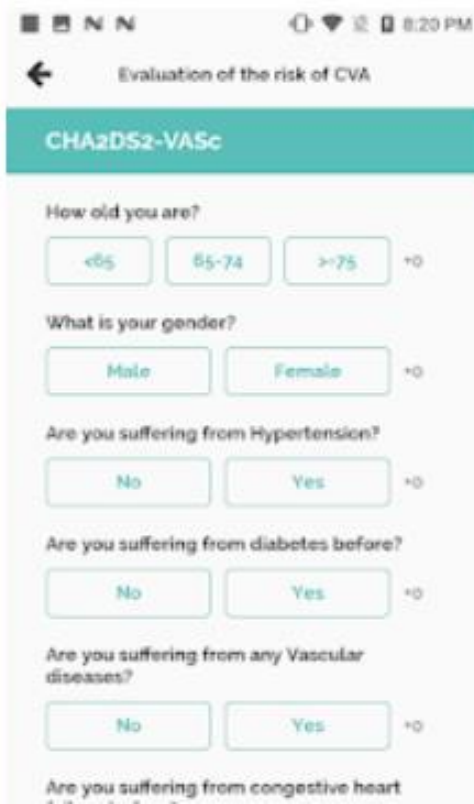 8:20 PM
Evaluation of the risk of CVA
CHA2DS2-VASc
How old you are?
<65 65-74 >=75 +0
What is your gender?
Male Female +0
Are you suffering from Hypertension?
No Yes +0
Are you suffering from diabetes before?
No Yes +0
Are you suffering from any Vascular
diseases?
No Yes +0
Are you suffering from congestive heart